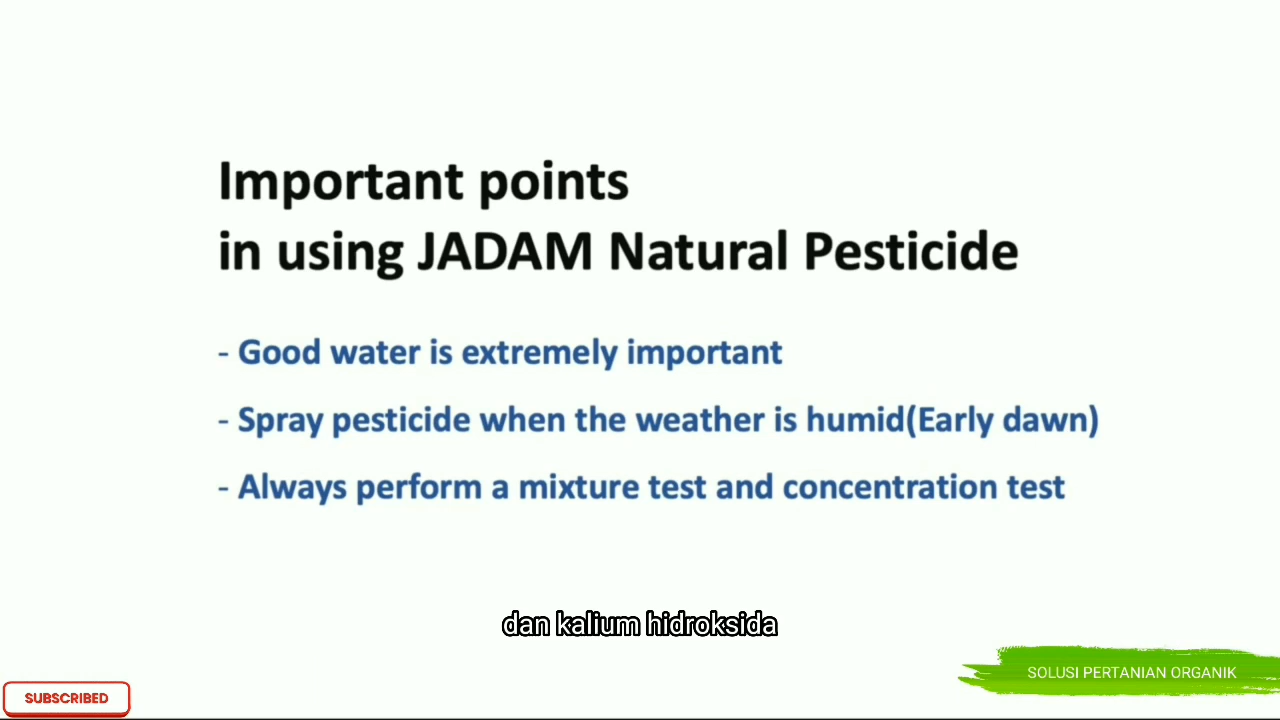 Important points
in using JADAM Natural Pesticide
- Good water is extremely important
- Spray pesticide when the weather is humid(Early dawn)
- Always perform a mixture test and concentration test
dan kalium hidroksida
SOLUSI PERTANIAN ORGANIK
SUBSCRIBED